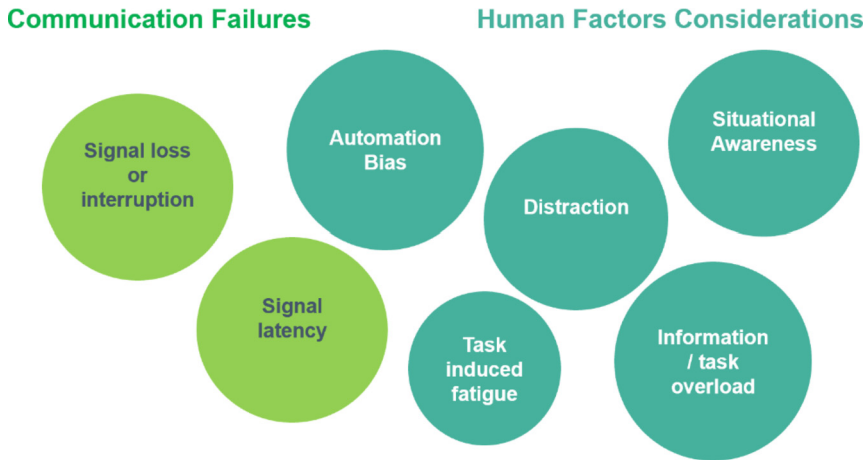 Communication Failures
Human Factors Considerations
Signal loss
or
interruption
Signal
latency
Automation
Bias
Distraction
Situational
Awareness
Task
induced
fatigue
Information
/ task
overload